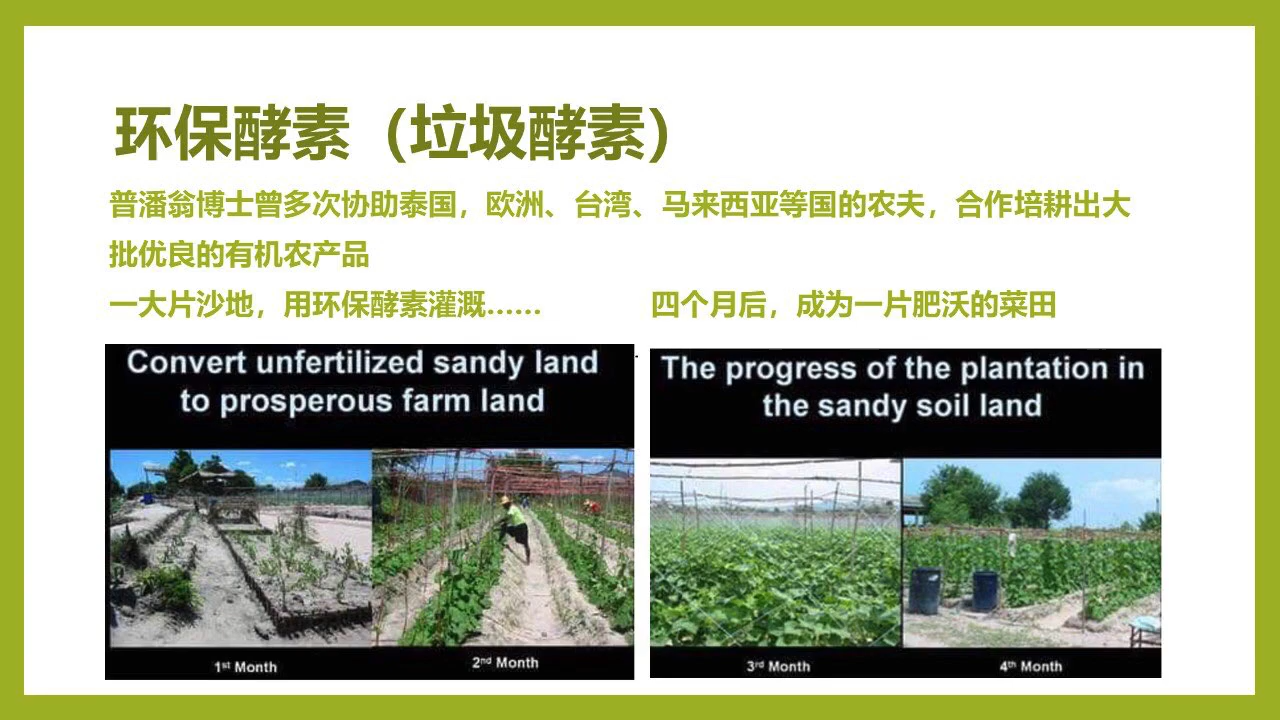 环保酵素（垃圾酵素）
普潘翁博士曾多次协助泰国，欧洲、台湾、马来西亚等国的农夫，合作培耕出大
批优良的有机农产品
一大片沙地，用环保酵素灌溉……
四个月后，成为一片肥沃的菜田
Convert unfertilized sandy land
to prosperous farm land
1st Month
2nd Month
The progress of the plantation in
the sandy soil land
3rd Month
4th Month